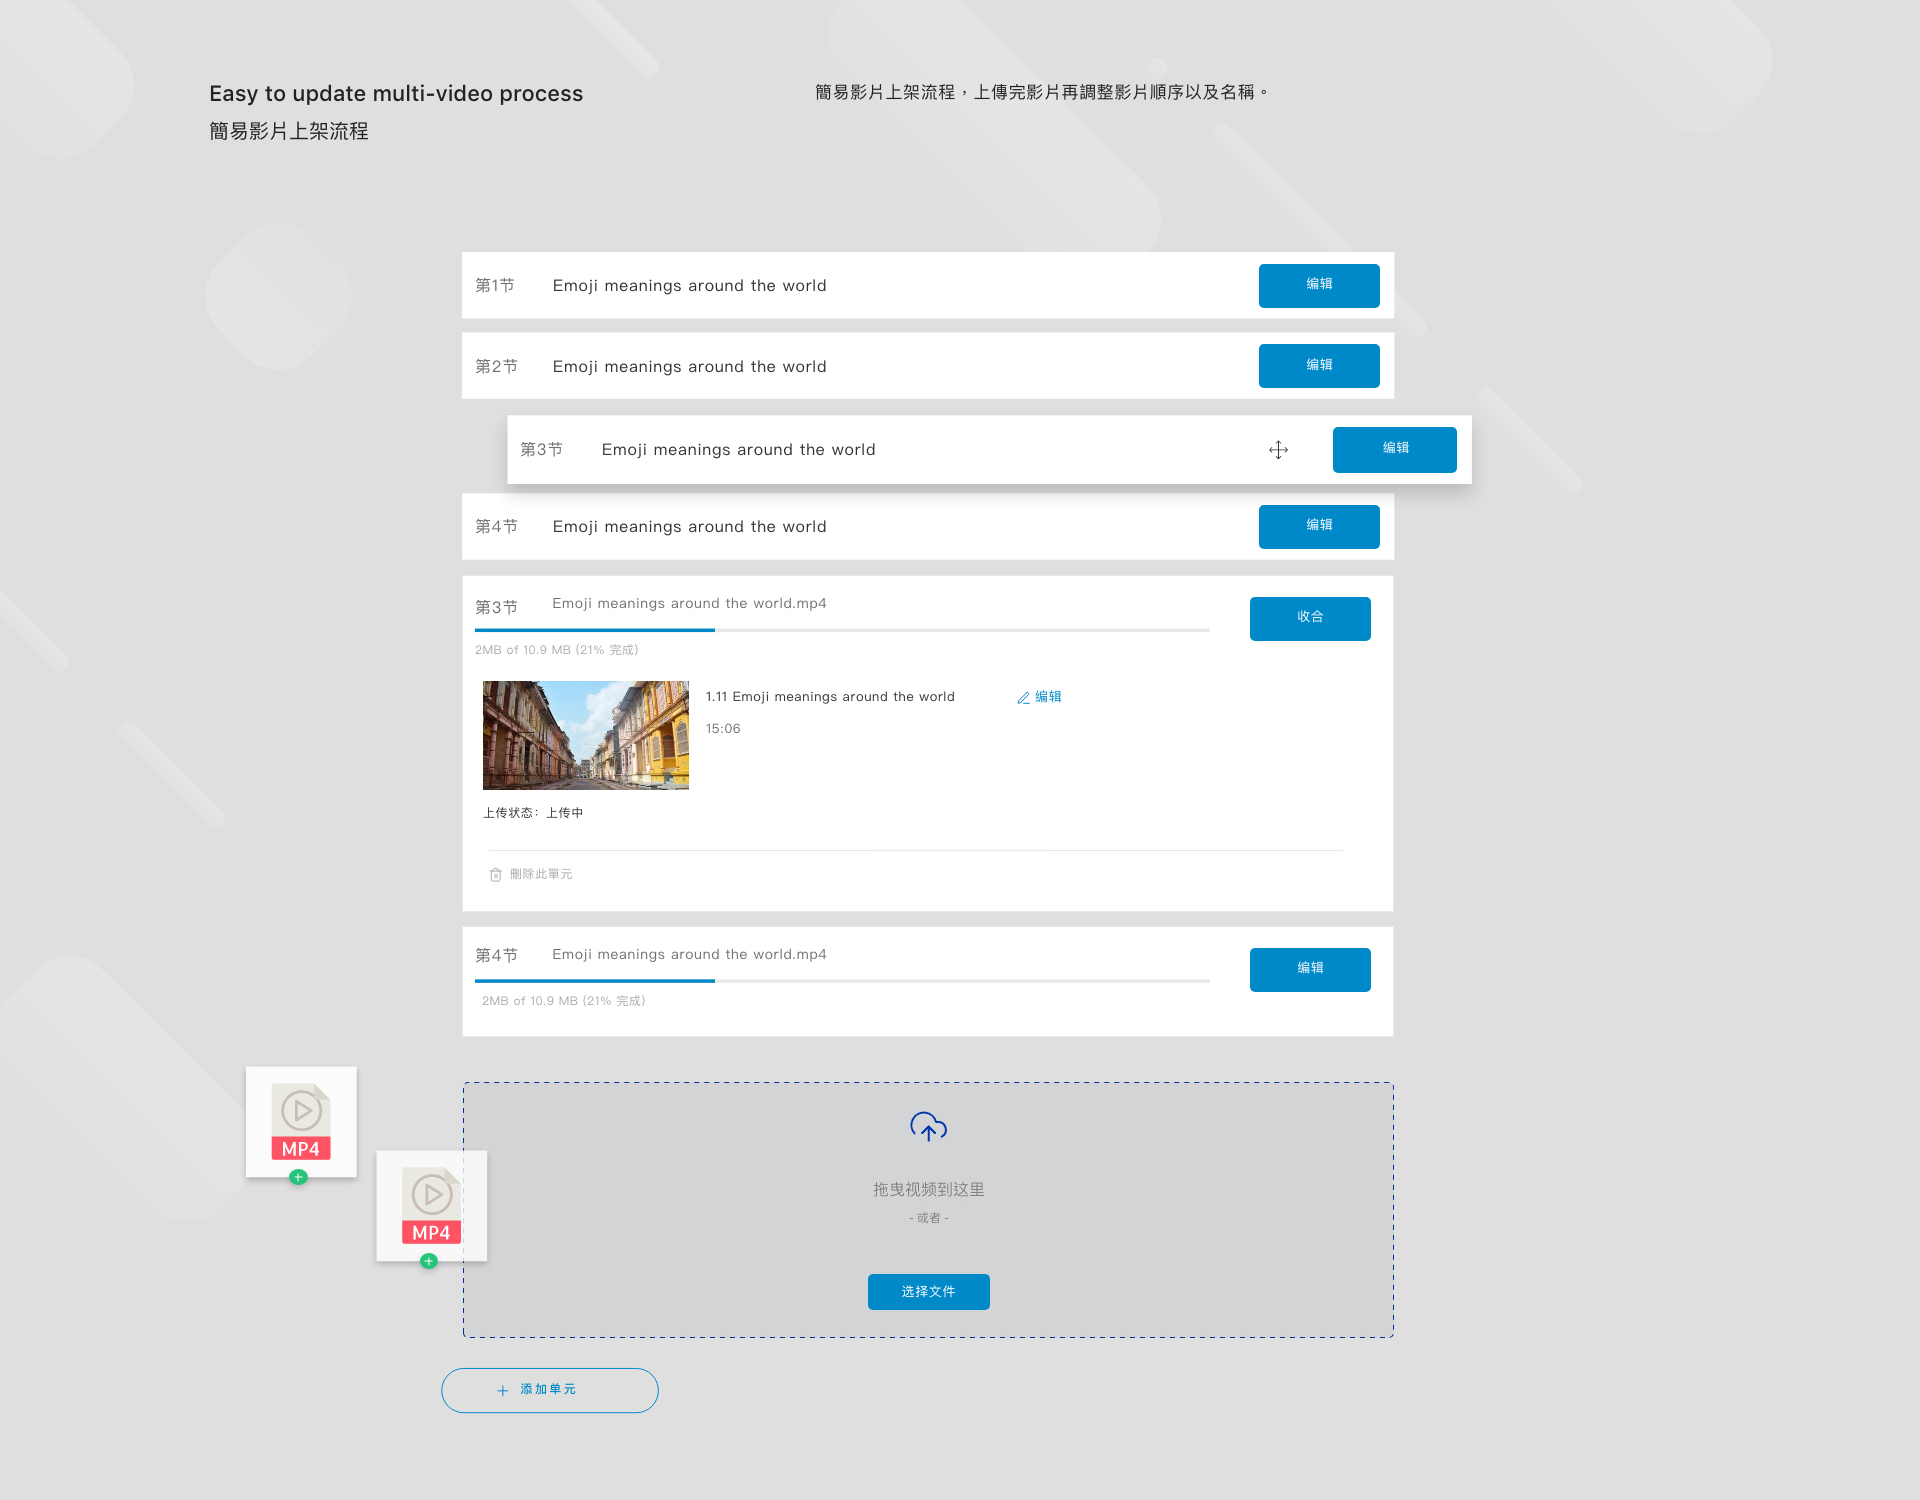 Easy to update multi-video process
簡易影片上架流程
簡易影片上架流程，上傳完影片再調整影片順序以及名稱。
第1节 Emoji meanings around the world 编辑
第2节 Emoji meanings around the world 编辑
第3节 Emoji meanings around the world 编辑
第4节 Emoji meanings around the world 编辑
第3节 Emoji meanings around the world.mp4 收合
2MB of 10.9 MB (21% 完成)
1.11 Emoji meanings around the world 编辑
15:06
上传状态：上传中
刪除此單元
第4节 Emoji meanings around the world.mp4 编辑
2MB of 10.9 MB (21% 完成)
MP4
MP4
拖曳视频到这里
- 或者 -
选择文件
添加单元